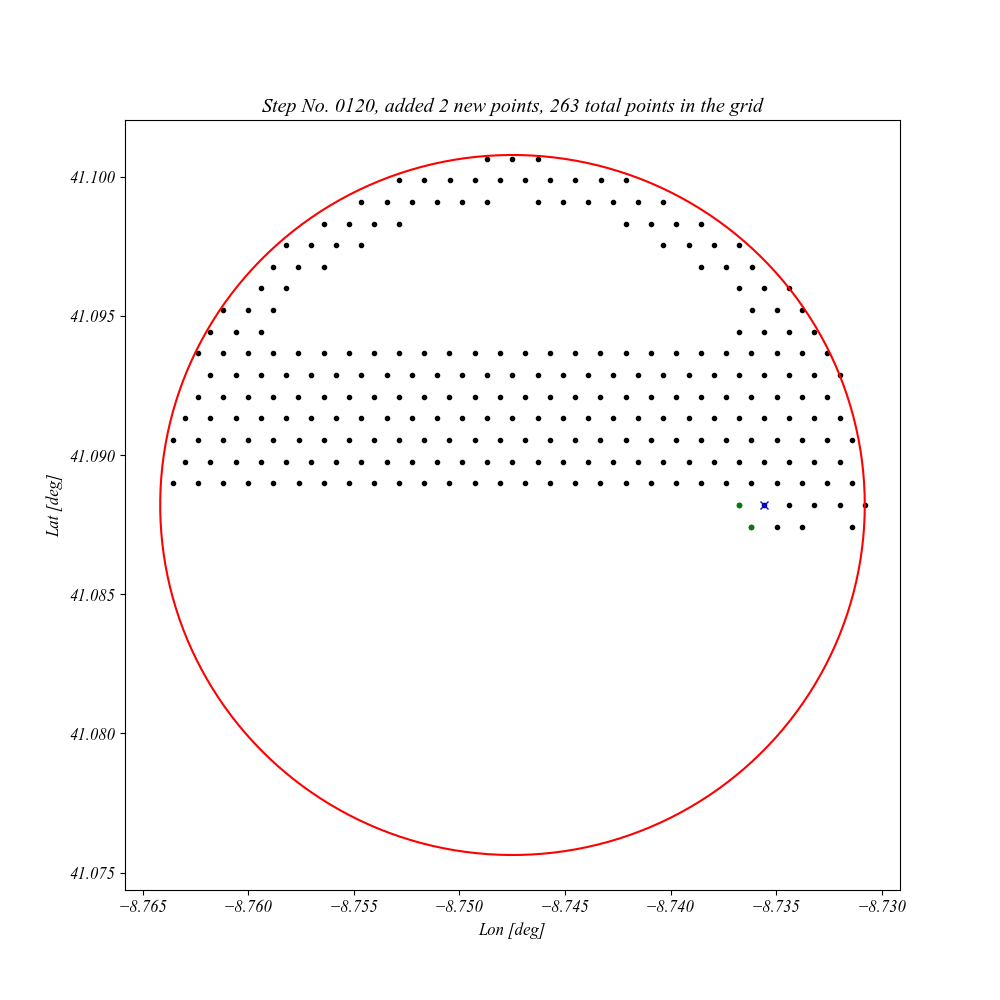 Step No. 0120, added 2 new points, 263 total points in the grid
41.100
41.095
41.090
41.085
41.080
41.075
Lat [deg]
−8.765 −8.760 −8.755 −8.750 −8.745 −8.740 −8.735 −8.730
Lon [deg]